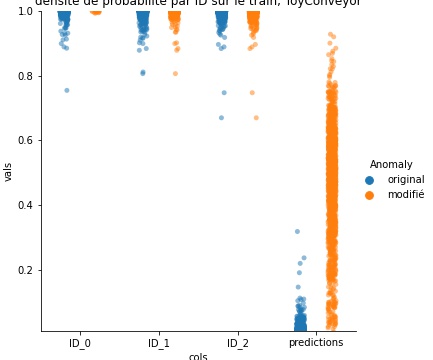 densité de probabilité par ID sur le train, ToyConveyor
1.0
0.8
0.6
0.4
0.2
vals
ID_0 ID_1 ID_2 predictions
cols
Anomaly
original
modifié